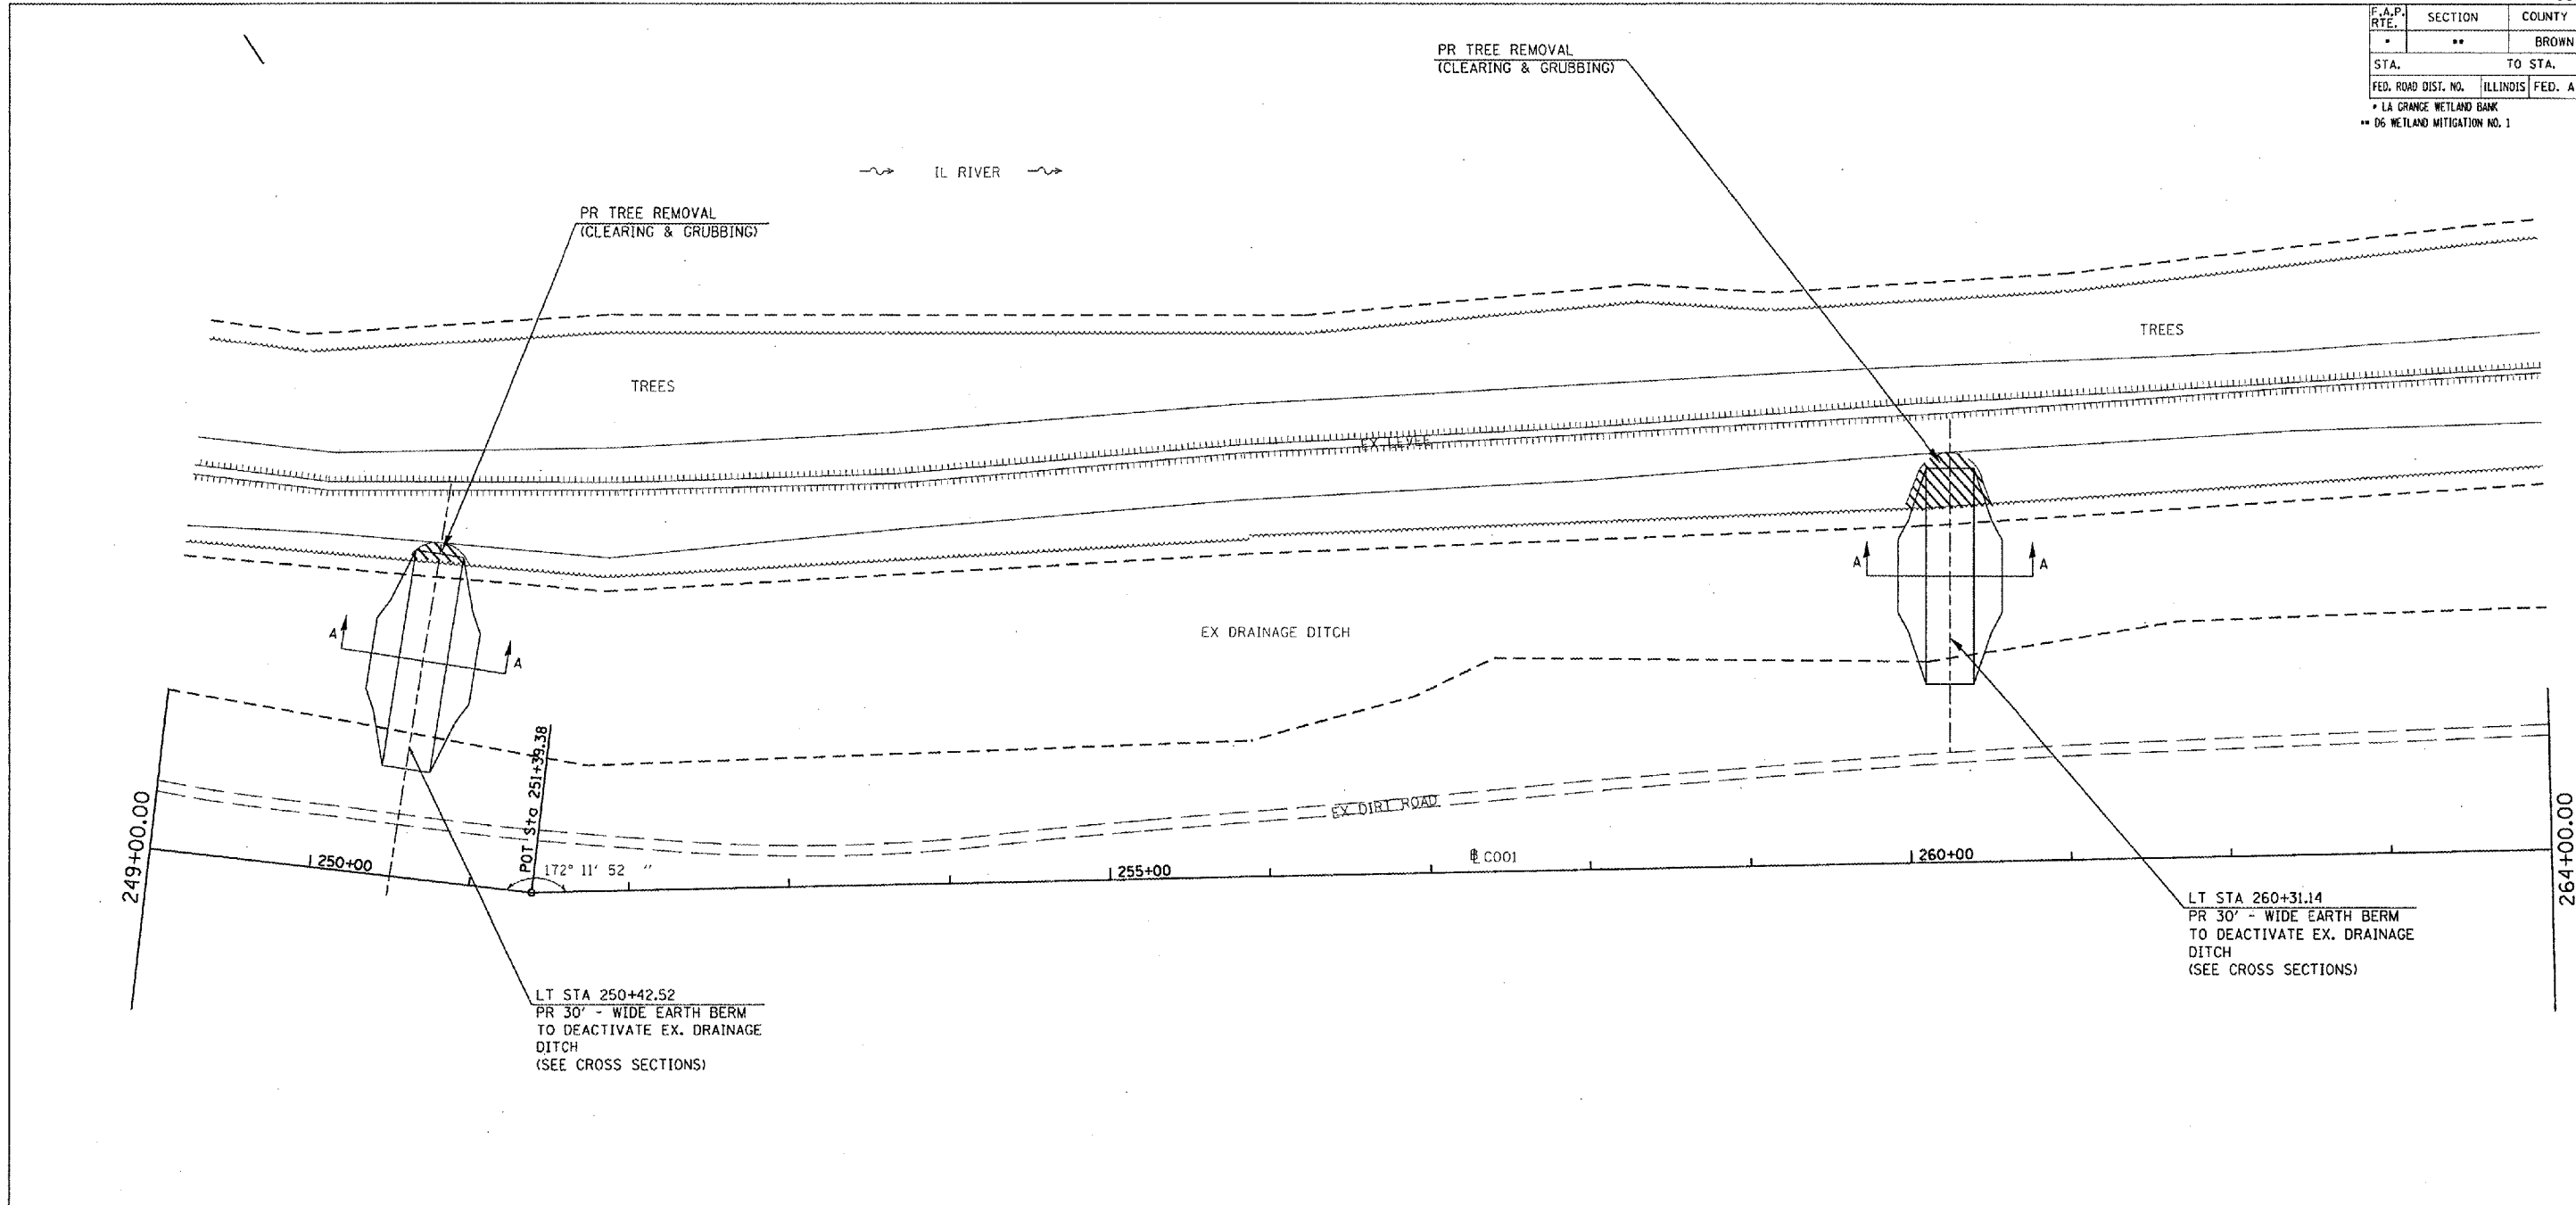 F.A.P. RTE. SECTION COUNTY
* ** BROWN
STA. TO STA.
FED. ROAD DIST. NO. ILLINOIS FED. A
* LA GRANGE WETLAND BANK
** D6 WETLAND MITIGATION NO. 1
PR TREE REMOVAL
(CLEARING & GRUBBING)
IL RIVER
PR TREE REMOVAL
(CLEARING & GRUBBING)
TREES
TREES
EX LEVEE
A A
EX DRAINAGE DITCH
A A
POT Sta 251+39.38
EX DIRT ROAD
249+00.00
250+00
172° 11' 52 "
255+00
℄ C001
260+00
264+00.00
LT STA 260+31.14
PR 30' - WIDE EARTH BERM
TO DEACTIVATE EX. DRAINAGE
DITCH
(SEE CROSS SECTIONS)
LT STA 250+42.52
PR 30' - WIDE EARTH BERM
TO DEACTIVATE EX. DRAINAGE
DITCH
(SEE CROSS SECTIONS)